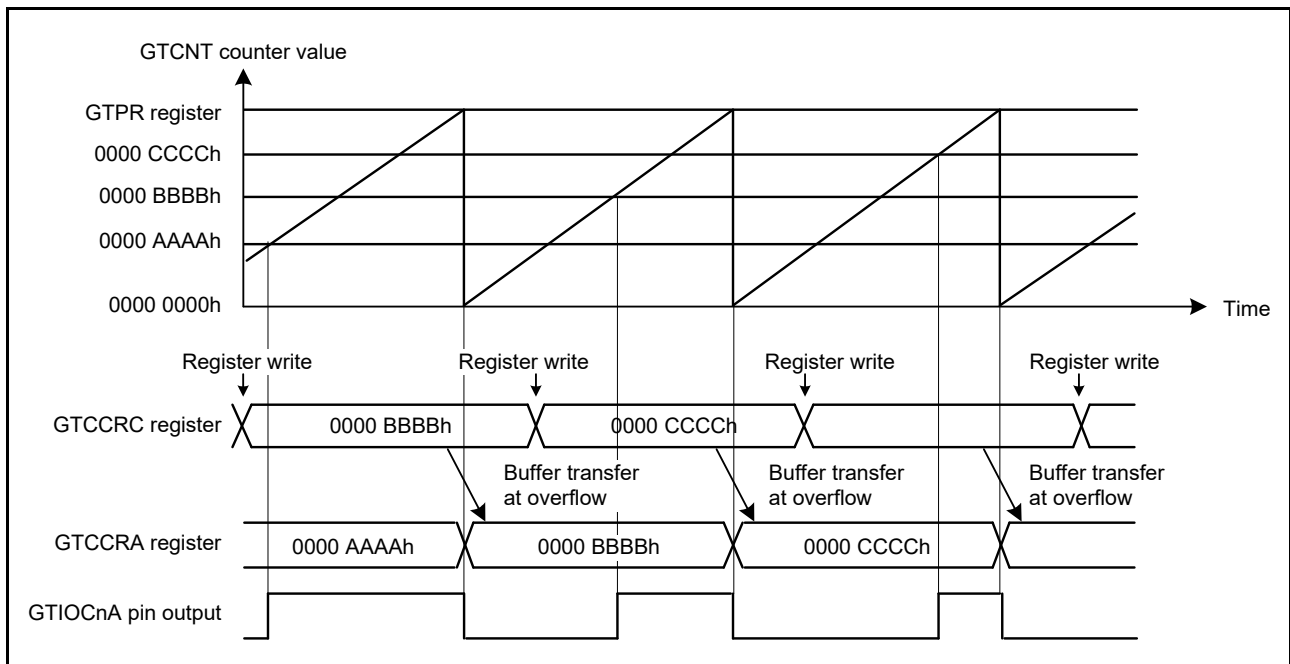 GTCNT counter value
GTPR register
0000 CCCCh
0000 BBBBh
0000 AAAAh
0000 0000h
Time
Register write
Register write
Register write
Register write
GTCCRC register
0000 BBBBh
0000 CCCCh
Buffer transfer
at overflow
Buffer transfer
at overflow
Buffer transfer
at overflow
GTCCRA register
0000 AAAAh
0000 BBBBh
0000 CCCCh
GTIOCnA pin output